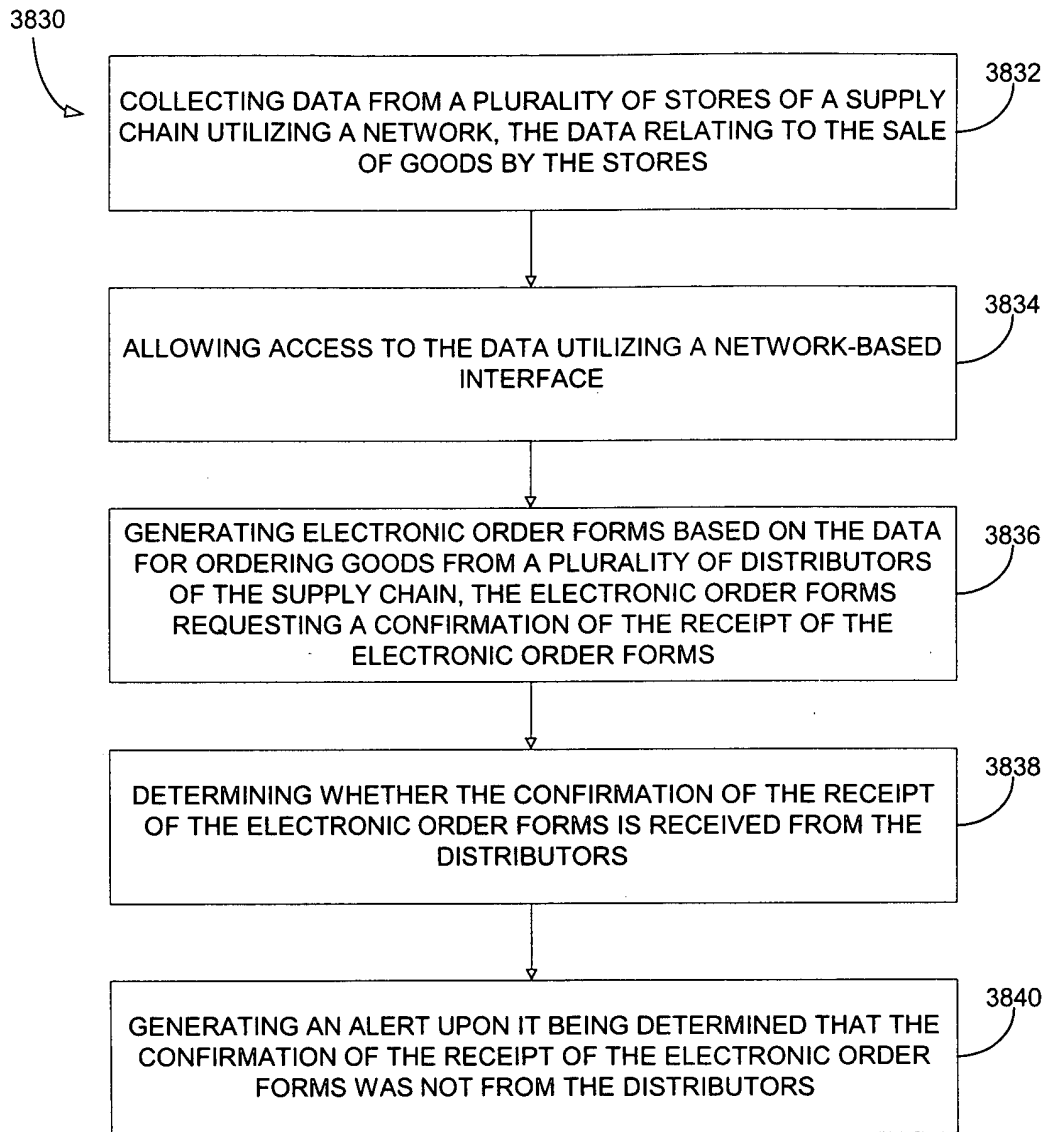 3830
3832
COLLECTING DATA FROM A PLURALITY OF STORES OF A SUPPLY
CHAIN UTILIZING A NETWORK, THE DATA RELATING TO THE SALE
OF GOODS BY THE STORES
3834
ALLOWING ACCESS TO THE DATA UTILIZING A NETWORK-BASED
INTERFACE
3836
GENERATING ELECTRONIC ORDER FORMS BASED ON THE DATA
FOR ORDERING GOODS FROM A PLURALITY OF DISTRIBUTORS
OF THE SUPPLY CHAIN, THE ELECTRONIC ORDER FORMS
REQUESTING A CONFIRMATION OF THE RECEIPT OF THE
ELECTRONIC ORDER FORMS
3838
DETERMINING WHETHER THE CONFIRMATION OF THE RECEIPT
OF THE ELECTRONIC ORDER FORMS IS RECEIVED FROM THE
DISTRIBUTORS
3840
GENERATING AN ALERT UPON IT BEING DETERMINED THAT THE
CONFIRMATION OF THE RECEIPT OF THE ELECTRONIC ORDER
FORMS WAS NOT FROM THE DISTRIBUTORS